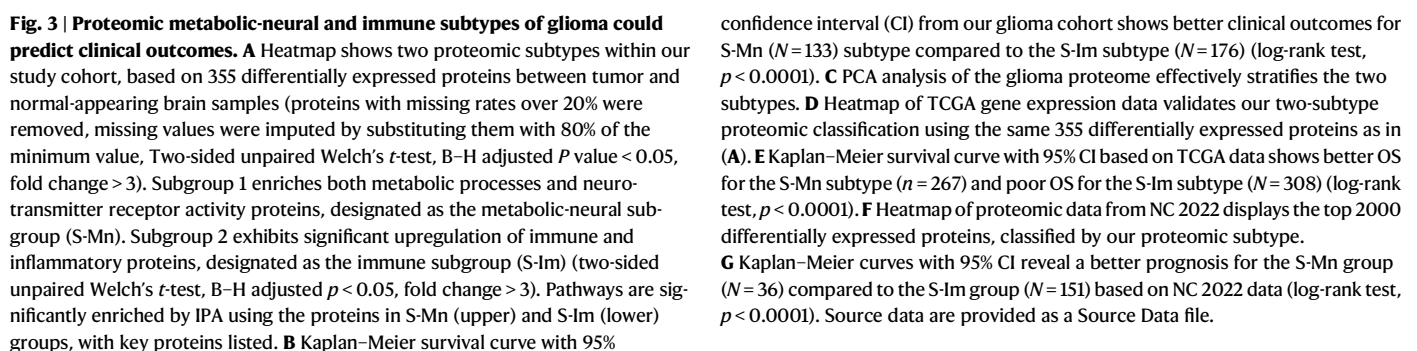 Fig. 3 | Proteomic metabolic-neural and immune subtypes of glioma could
predict clinical outcomes. A Heatmap shows two proteomic subtypes within our
study cohort, based on 355 differentially expressed proteins between tumor and
normal-appearing brain samples (proteins with missing rates over 20% were
removed, missing values were imputed by substituting them with 80% of the
minimum value, Two-sided unpaired Welch's t-test, B–H adjusted P value < 0.05,
fold change > 3). Subgroup 1 enriches both metabolic processes and neuro-
transmitter receptor activity proteins, designated as the metabolic-neural sub-
group (S-Mn). Subgroup 2 exhibits significant upregulation of immune and
inflammatory proteins, designated as the immune subgroup (S-Im) (two-sided
unpaired Welch's t-test, B–H adjusted p < 0.05, fold change > 3). Pathways are sig-
nificantly enriched by IPA using the proteins in S-Mn (upper) and S-Im (lower)
groups, with key proteins listed. B Kaplan–Meier survival curve with 95%
confidence interval (CI) from our glioma cohort shows better clinical outcomes for
S-Mn (N = 133) subtype compared to the S-Im subtype (N = 176) (log-rank test,
p < 0.0001). C PCA analysis of the glioma proteome effectively stratifies the two
subtypes. D Heatmap of TCGA gene expression data validates our two-subtype
proteomic classification using the same 355 differentially expressed proteins as in
(A). E Kaplan–Meier survival curve with 95% CI based on TCGA data shows better OS
for the S-Mn subtype (n = 267) and poor OS for the S-Im subtype (N = 308) (log-rank
test, p < 0.0001). F Heatmap of proteomic data from NC 2022 displays the top 2000
differentially expressed proteins, classified by our proteomic subtype.
G Kaplan–Meier curves with 95% CI reveal a better prognosis for the S-Mn group
(N = 36) compared to the S-Im group (N = 151) based on NC 2022 data (log-rank test,
p < 0.0001). Source data are provided as a Source Data file.